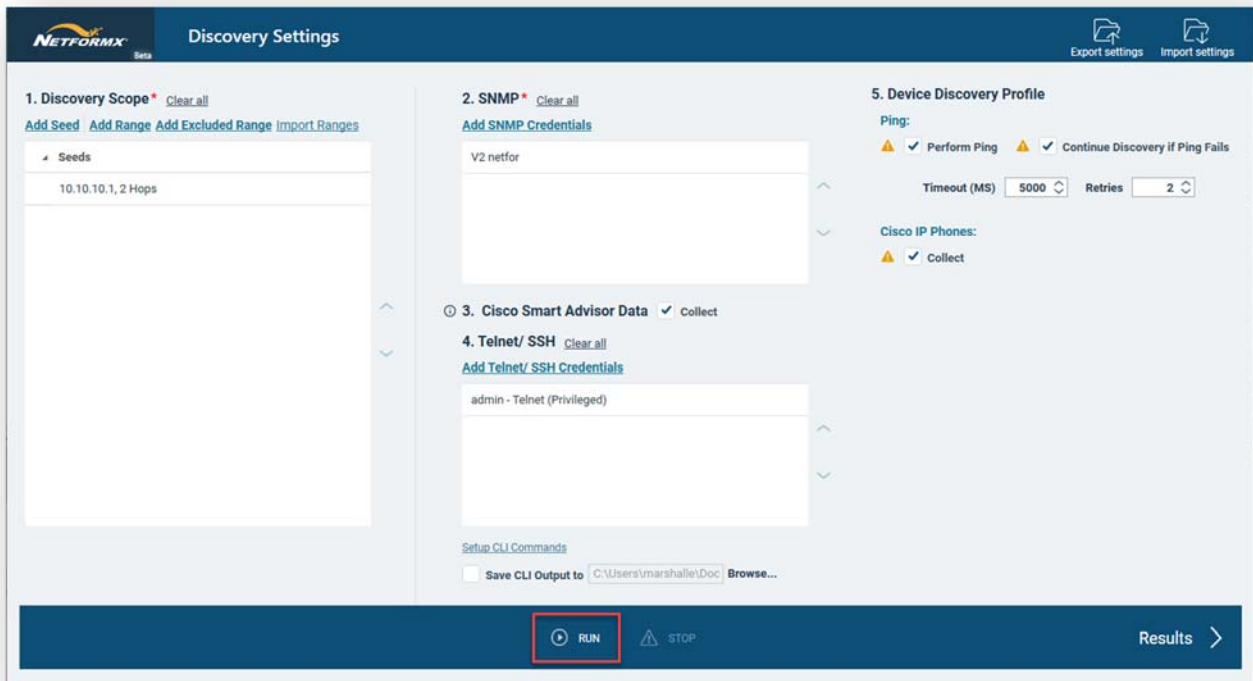 NETFORMX
Beta
Discovery Settings
Export settings
Import settings
1. Discovery Scope* Clear all
Add Seed Add Range Add Excluded Range Import Ranges
Seeds
10.10.10.1, 2 Hops
2. SNMP* Clear all
Add SNMP Credentials
V2 netfor
3. Cisco Smart Advisor Data Collect
4. Telnet/ SSH Clear all
Add Telnet/ SSH Credentials
admin - Telnet (Privileged)
Setup CLI Commands
Save CLI Output to C:\Users\marshalle\Doc Browse...
5. Device Discovery Profile
Ping:
Perform Ping Continue Discovery if Ping Fails
Timeout (MS) 5000 Retries 2
Cisco IP Phones:
Collect
RUN
STOP
Results